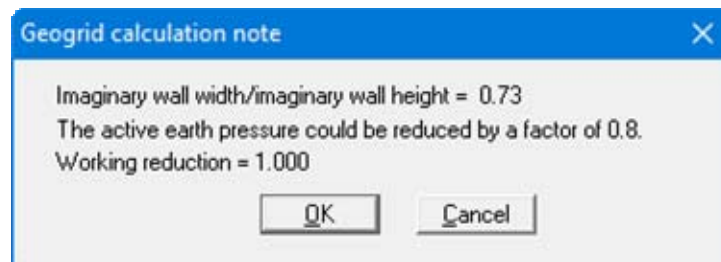 Geogrid calculation note
Imaginary wall width/imaginary wall height = 0.73
The active earth pressure could be reduced by a factor of 0.8.
Working reduction = 1.000
OK
Cancel